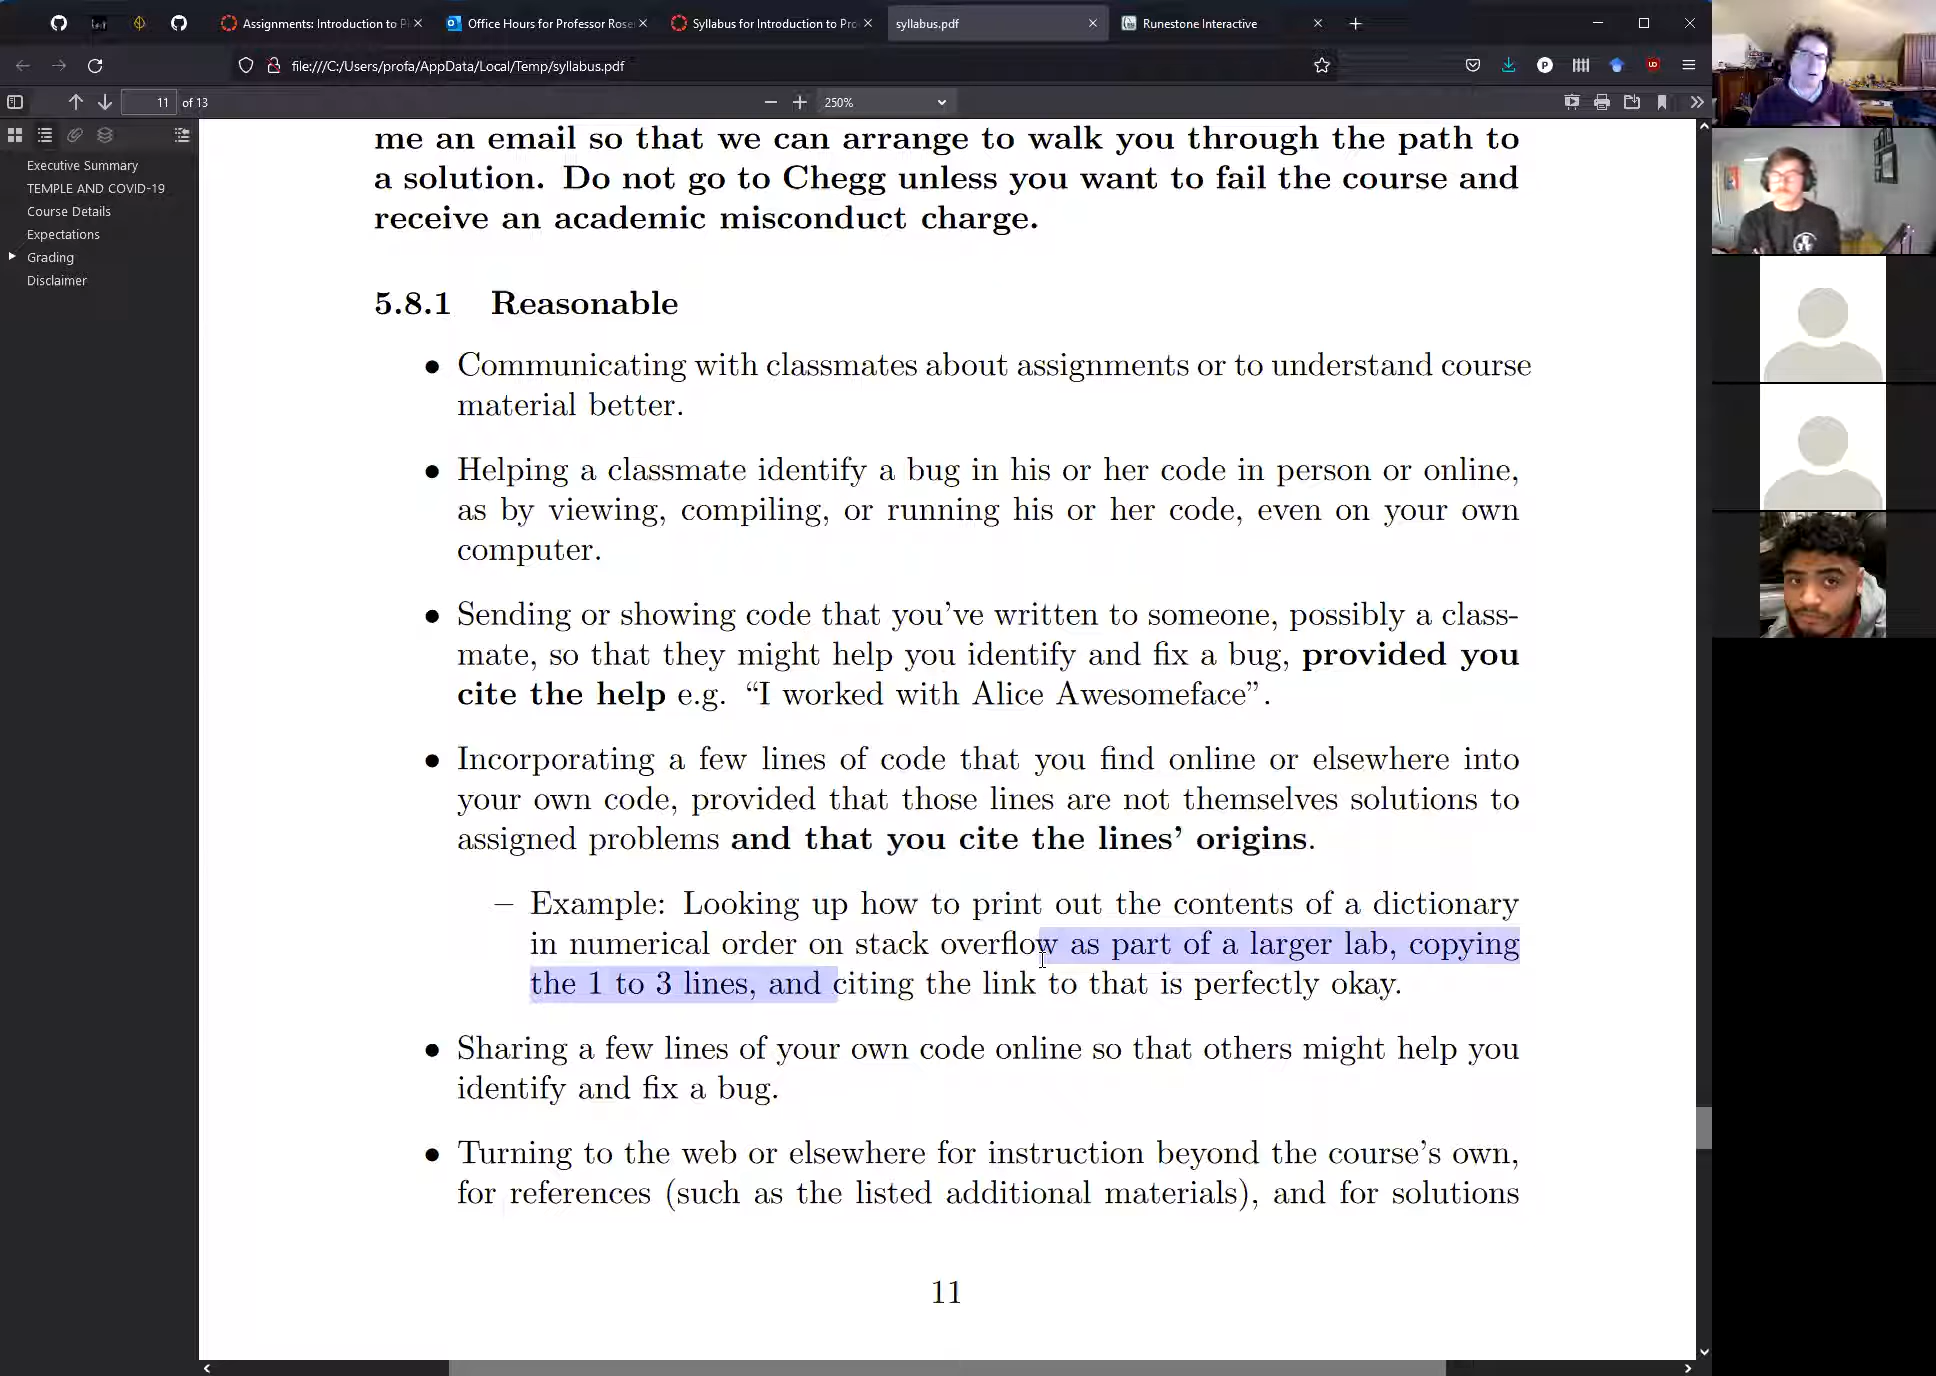 Assignments: Introduction to P
Office Hours for Professor Rose
Syllabus for Introduction to Pro
syllabus.pdf
Runestone Interactive
file:///C:/Users/profa/AppData/Local/Temp/syllabus.pdf
11 of 13
250%
Executive Summary
TEMPLE AND COVID-19
Course Details
Expectations
Grading
Disclaimer
me an email so that we can arrange to walk you through the path to
a solution. Do not go to Chegg unless you want to fail the course and
receive an academic misconduct charge.
5.8.1 Reasonable
• Communicating with classmates about assignments or to understand course
material better.
• Helping a classmate identify a bug in his or her code in person or online,
as by viewing, compiling, or running his or her code, even on your own
computer.
• Sending or showing code that you've written to someone, possibly a class-
mate, so that they might help you identify and fix a bug, provided you
cite the help e.g. “I worked with Alice Awesomeface”.
• Incorporating a few lines of code that you find online or elsewhere into
your own code, provided that those lines are not themselves solutions to
assigned problems and that you cite the lines' origins.
– Example: Looking up how to print out the contents of a dictionary
in numerical order on stack overflow as part of a larger lab, copying
the 1 to 3 lines, and citing the link to that is perfectly okay.
• Sharing a few lines of your own code online so that others might help you
identify and fix a bug.
• Turning to the web or elsewhere for instruction beyond the course's own,
for references (such as the listed additional materials), and for solutions
11